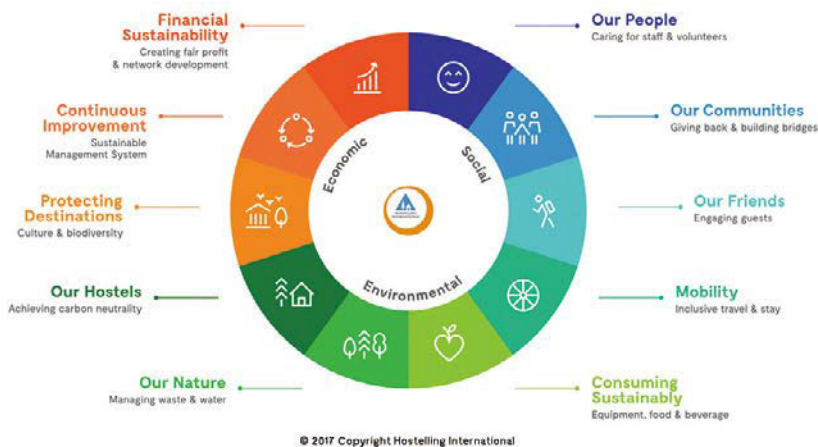 Financial
Sustainability
Creating fair profit
& network development
Continuous
Improvement
Sustainable
Management System
Protecting
Destinations
Culture & biodiversity
Our Hostels
Achieving carbon neutrality
Our Nature
Managing waste & water
Economic
Social
Environmental
Our People
Caring for staff & volunteers
Our Communities
Giving back & building bridges
Our Friends
Engaging guests
Mobility
Inclusive travel & stay
Consuming
Sustainably
Equipment, food & beverage
© 2017 Copyright Hostelling International